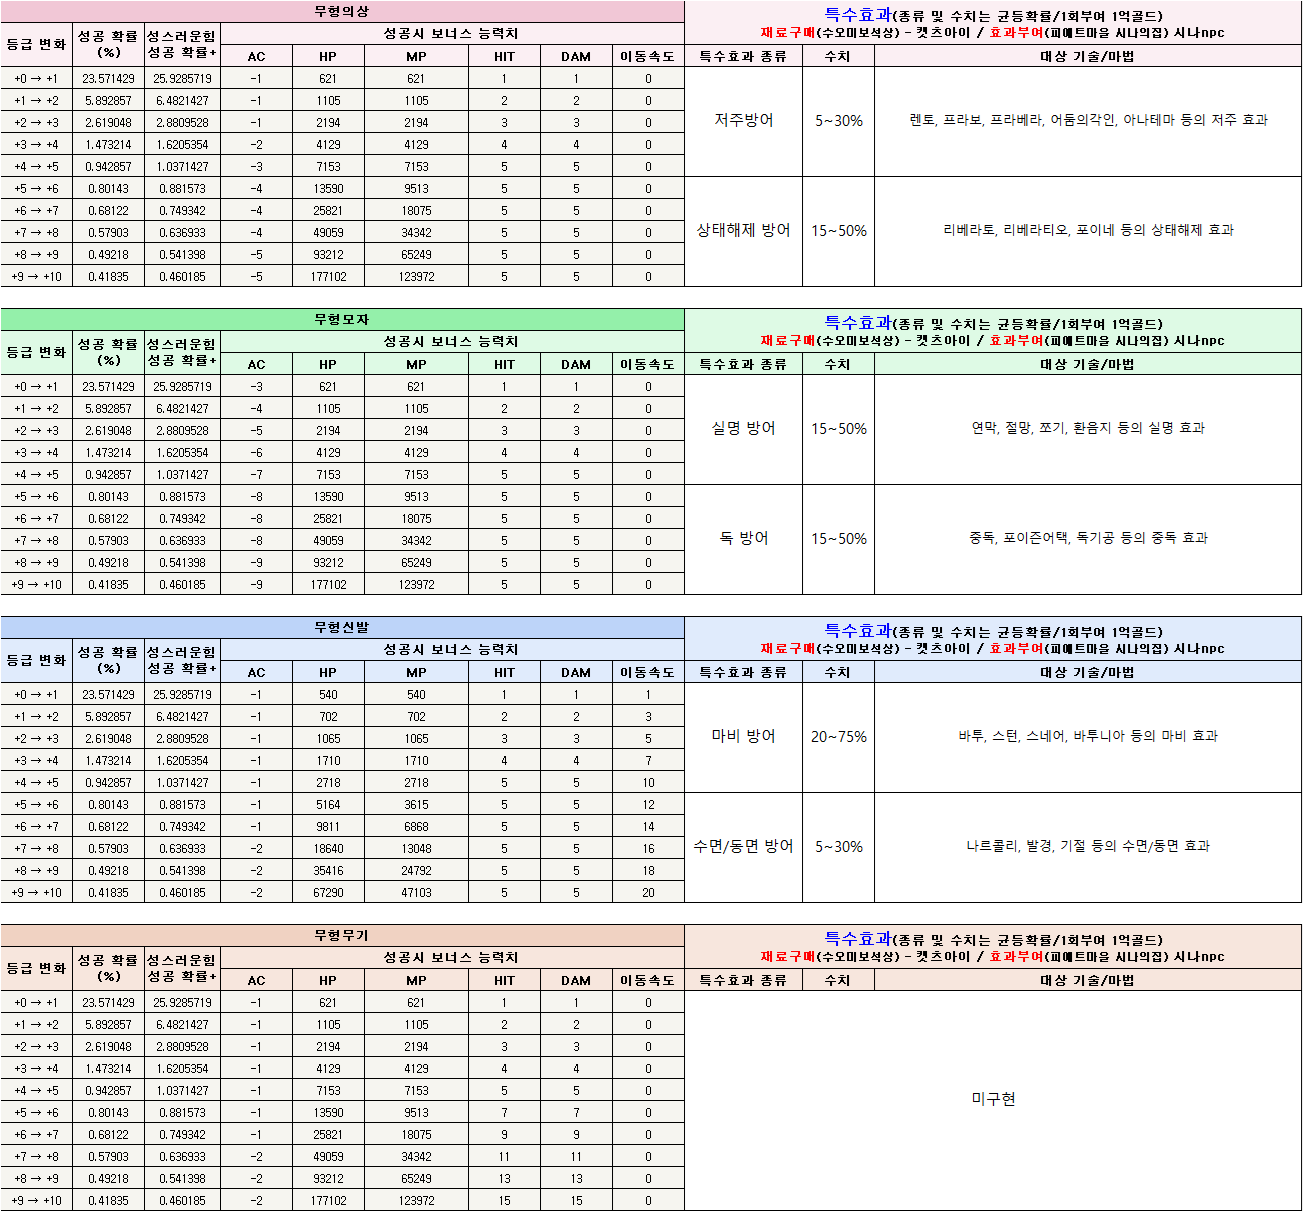 무형의상
특수효과(종류 및 수치는 균등확률/1회부여 1억골드)
재료구매(수오미보석상) - 캣츠아이 / 효과부여(피에트마을 시나의집) 시나npc
등급 변화 성공 확률 (%) 성스러운힘 성공 확률+ 성공시 보너스 능력치
AC HP MP HIT DAM 이동속도 특수효과 종류 수치 대상 기술/마법
+0 → +1 23.571429 25.9285719 -1 621 621 1 1 0
+1 → +2 5.892857 6.4821427 -1 1105 1105 2 2 0
+2 → +3 2.619048 2.8809528 -1 2194 2194 3 3 0
저주방어 5~30% 렌토, 프라보, 프라베라, 어둠의각인, 아나테마 등의 저주 효과
+3 → +4 1.473214 1.6205354 -2 4129 4129 4 4 0
+4 → +5 0.942857 1.0371427 -3 7153 7153 5 5 0
+5 → +6 0.80143 0.881573 -4 13590 9513 5 5 0
+6 → +7 0.68122 0.749342 -4 25821 18075 5 5 0
+7 → +8 0.57903 0.636933 -4 49059 34342 5 5 0
상태해제 방어 15~50% 리베라토, 리베라티오, 포이네 등의 상태해제 효과
+8 → +9 0.49218 0.541398 -5 93212 65249 5 5 0
+9 → +10 0.41835 0.460185 -5 177102 123972 5 5 0
무형모자
특수효과(종류 및 수치는 균등확률/1회부여 1억골드)
재료구매(수오미보석상) - 캣츠아이 / 효과부여(피에트마을 시나의집) 시나npc
등급 변화 성공 확률 (%) 성스러운힘 성공 확률+ 성공시 보너스 능력치
AC HP MP HIT DAM 이동속도 특수효과 종류 수치 대상 기술/마법
+0 → +1 23.571429 25.9285719 -3 621 621 1 1 0
+1 → +2 5.892857 6.4821427 -4 1105 1105 2 2 0
+2 → +3 2.619048 2.8809528 -5 2194 2194 3 3 0
실명 방어 15~50% 연막, 절망, 쪼기, 환음지 등의 실명 효과
+3 → +4 1.473214 1.6205354 -6 4129 4129 4 4 0
+4 → +5 0.942857 1.0371427 -7 7153 7153 5 5 0
+5 → +6 0.80143 0.881573 -8 13590 9513 5 5 0
+6 → +7 0.68122 0.749342 -8 25821 18075 5 5 0
+7 → +8 0.57903 0.636933 -8 49059 34342 5 5 0
독 방어 15~50% 중독, 포이즌어택, 독기공 등의 중독 효과
+8 → +9 0.49218 0.541398 -9 93212 65249 5 5 0
+9 → +10 0.41835 0.460185 -9 177102 123972 5 5 0
무형신발
특수효과(종류 및 수치는 균등확률/1회부여 1억골드)
재료구매(수오미보석상) - 캣츠아이 / 효과부여(피에트마을 시나의집) 시나npc
등급 변화 성공 확률 (%) 성스러운힘 성공 확률+ 성공시 보너스 능력치
AC HP MP HIT DAM 이동속도 특수효과 종류 수치 대상 기술/마법
+0 → +1 23.571429 25.9285719 -1 540 540 1 1 1
+1 → +2 5.892857 6.4821427 -1 702 702 2 2 3
+2 → +3 2.619048 2.8809528 -1 1065 1065 3 3 5
마비 방어 20~75% 바투, 스턴, 스네어, 바투니아 등의 마비 효과
+3 → +4 1.473214 1.6205354 -1 1710 1710 4 4 7
+4 → +5 0.942857 1.0371427 -1 2718 2718 5 5 10
+5 → +6 0.80143 0.881573 -1 5164 3615 5 5 12
+6 → +7 0.68122 0.749342 -1 9811 6868 5 5 14
+7 → +8 0.57903 0.636933 -2 18640 13048 5 5 16
수면/동면 방어 5~30% 나르콜리, 발경, 기절 등의 수면/동면 효과
+8 → +9 0.49218 0.541398 -2 35416 24792 5 5 18
+9 → +10 0.41835 0.460185 -2 67290 47103 5 5 20
무형무기
특수효과(종류 및 수치는 균등확률/1회부여 1억골드)
재료구매(수오미보석상) - 캣츠아이 / 효과부여(피에트마을 시나의집) 시나npc
등급 변화 성공 확률 (%) 성스러운힘 성공 확률+ 성공시 보너스 능력치
AC HP MP HIT DAM 이동속도 특수효과 종류 수치 대상 기술/마법
+0 → +1 23.571429 25.9285719 -1 621 621 1 1 0
+1 → +2 5.892857 6.4821427 -1 1105 1105 2 2 0
+2 → +3 2.619048 2.8809528 -1 2194 2194 3 3 0
+3 → +4 1.473214 1.6205354 -1 4129 4129 4 4 0
+4 → +5 0.942857 1.0371427 -1 7153 7153 5 5 0
미구현
+5 → +6 0.80143 0.881573 -1 13590 9513 7 7 0
+6 → +7 0.68122 0.749342 -1 25821 18075 9 9 0
+7 → +8 0.57903 0.636933 -2 49059 34342 11 11 0
+8 → +9 0.49218 0.541398 -2 93212 65249 13 13 0
+9 → +10 0.41835 0.460185 -2 177102 123972 15 15 0